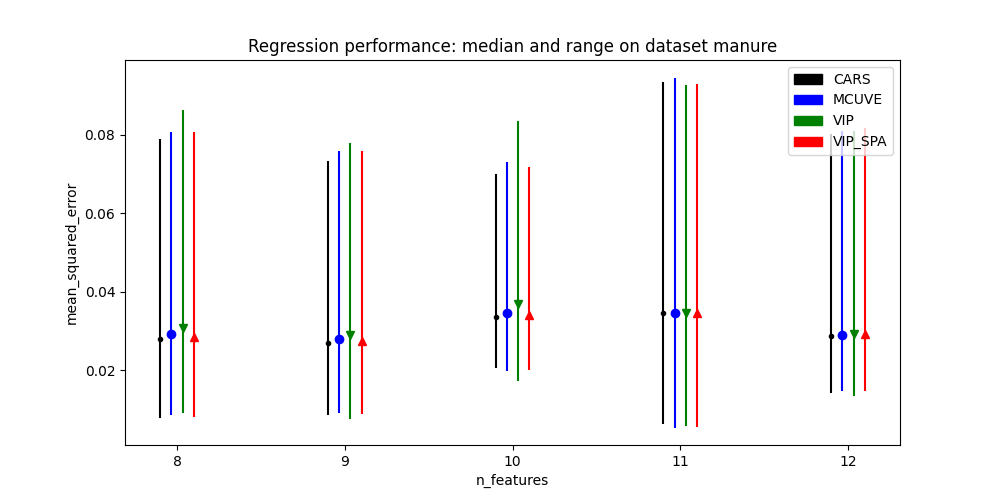 Regression performance: median and range on dataset manure
CARS
MCUVE
VIP
VIP_SPA
mean_squared_error
0.08
0.06
0.04
0.02
8
9
10
11
12
n_features